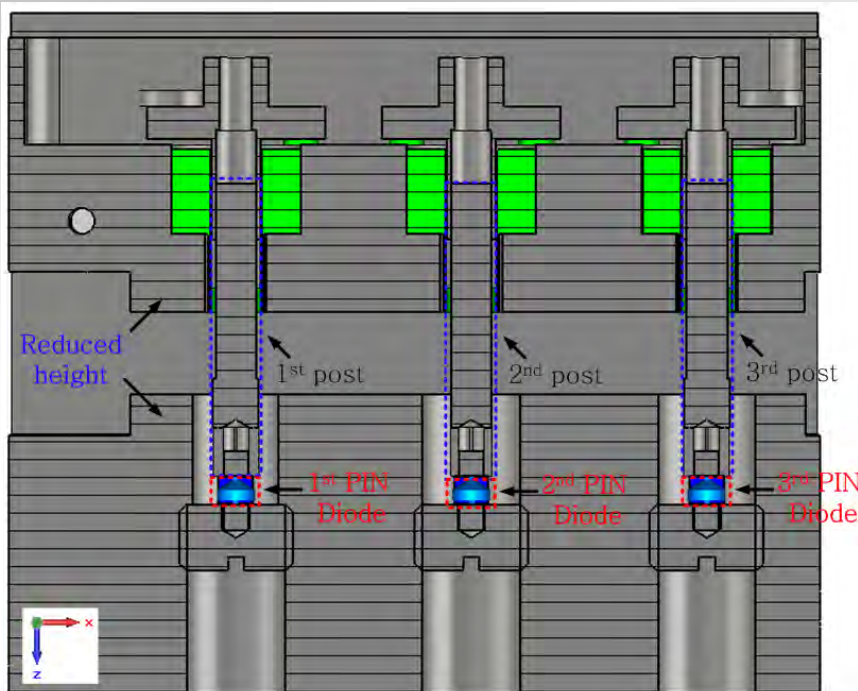 Reduced
height
1st post
2nd post
3rd post
1st PIN
Diode
2nd PIN
Diode
3rd PIN
Diode
x
z